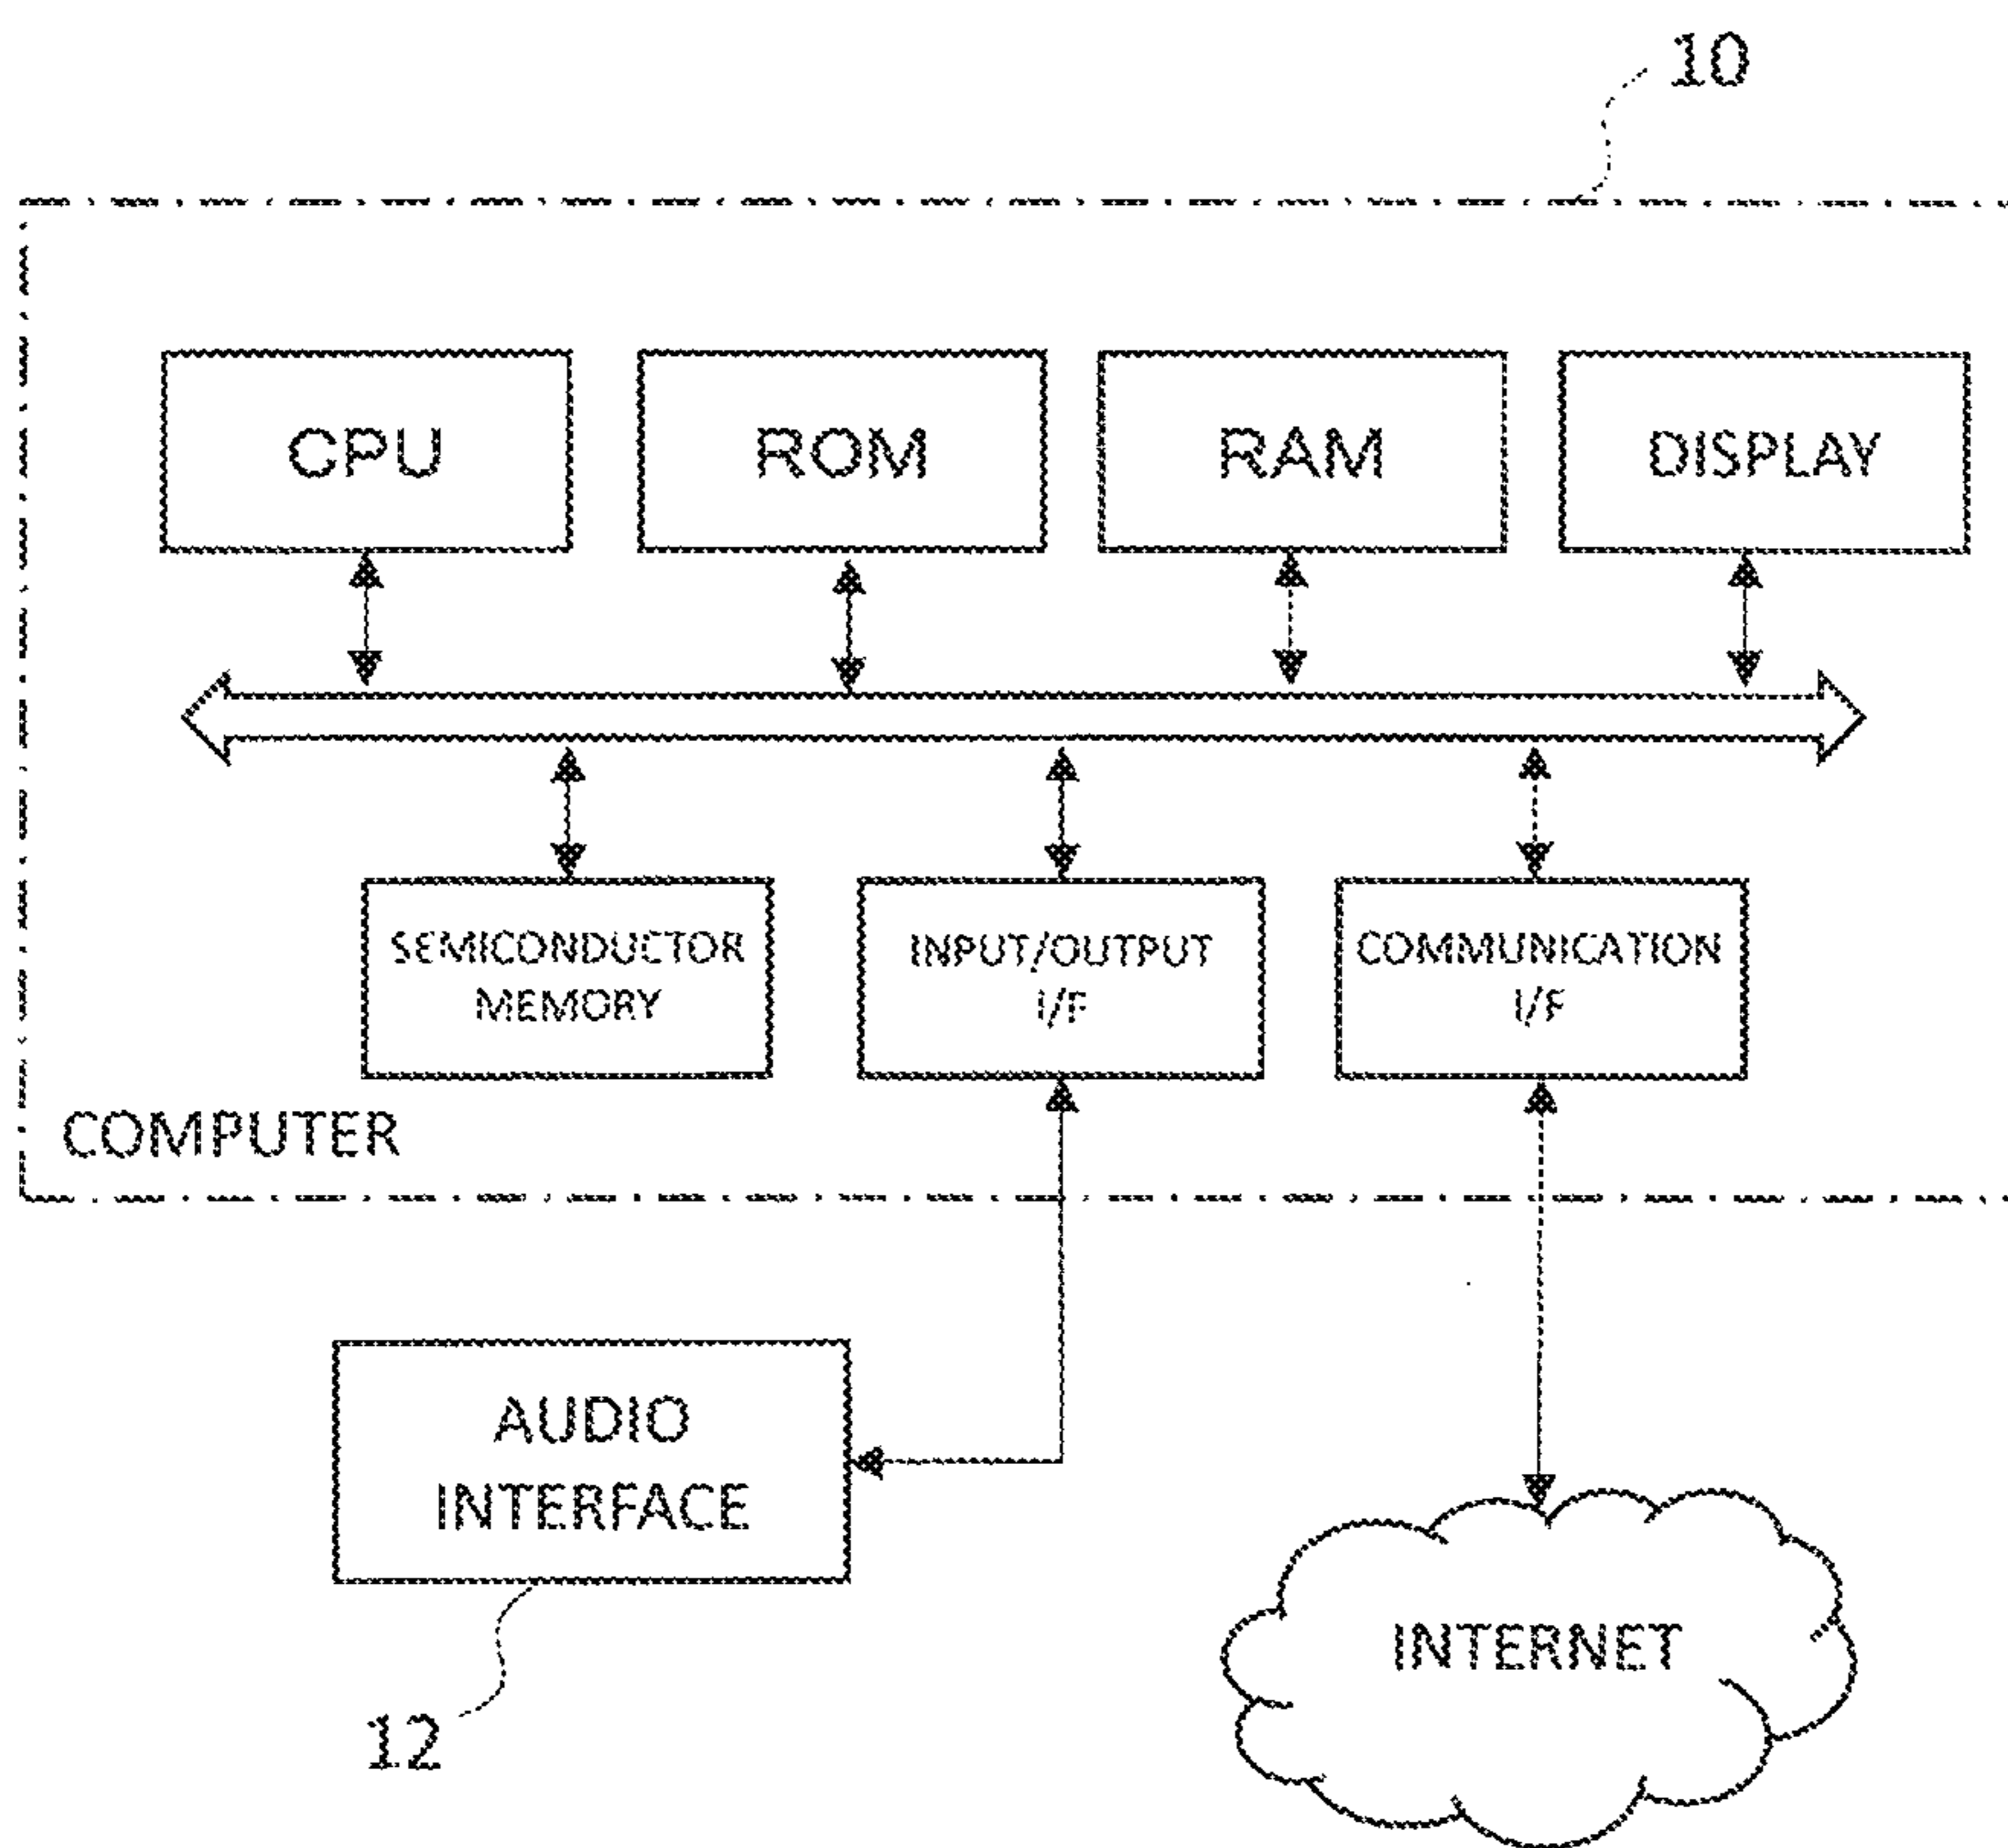 10
CPU
ROM
RAM
DISPLAY
SEMICONDUCTOR
MEMORY
INPUT/OUTPUT
I/F
COMMUNICATION
I/F
COMPUTER
AUDIO
INTERFACE
INTERNET
12